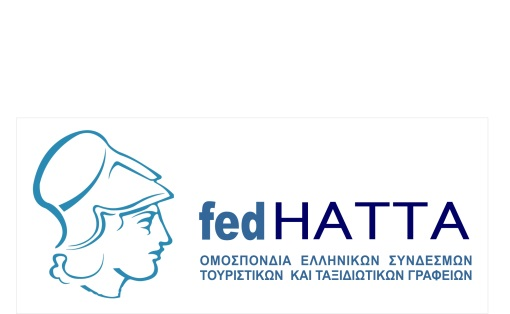 fedHATTA
ΟΜΟΣΠΟΝΔΙΑ ΕΛΛΗΝΙΚΩΝ ΣΥΝΔΕΣΜΩΝ
ΤΟΥΡΙΣΤΙΚΩΝ ΚΑΙ ΤΑΞΙΔΙΩΤΙΚΩΝ ΓΡΑΦΕΙΩΝ